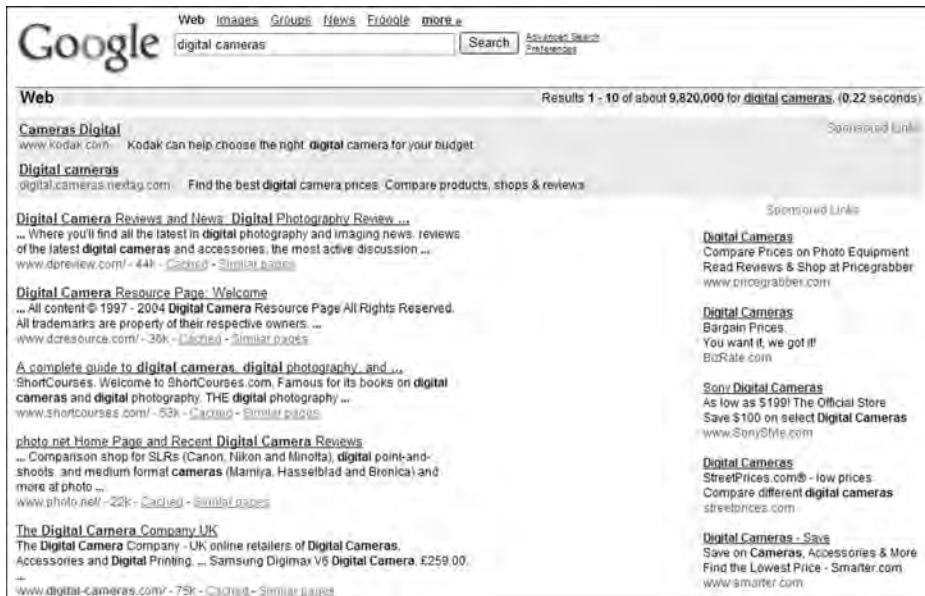 Google
Web Images Groups News Froogle more »
digital cameras
Search
Advanced Search
Preferences
Web
Results 1 - 10 of about 9,820,000 for digital cameras. (0.22 seconds)
Cameras Digital
www.kodak.com Kodak can help choose the right digital camera for your budget.
Sponsored Links
Digital cameras
digital.cameras.nextag.com Find the best digital camera prices. Compare products, shops & reviews
Digital Camera Reviews and News: Digital Photography Review ...
... Where you'll find all the latest in digital photography and imaging news, reviews
of the latest digital cameras and accessories, the most active discussion ...
www.dpreview.com/ - 44k - Cached - Similar pages
Digital Camera Resource Page: Welcome
... All content © 1997 - 2004 Digital Camera Resource Page All Rights Reserved.
All trademarks are property of their respective owners. ...
www.dcresource.com/ - 36k - Cached - Similar pages
A complete guide to digital cameras, digital photography, and ...
ShortCourses. Welcome to ShortCourses.com, Famous for its books on digital
cameras and digital photography. THE digital photography ...
www.shortcourses.com/ - 53k - Cached - Similar pages
photo.net Home Page and Recent Digital Camera Reviews
... Comparison shop for SLRs (Canon, Nikon and Minolta), digital point-and-
shoots, and medium format cameras (Mamiya, Hasselblad and Bronica) and
more at photo ...
www.photo.net/ - 22k - Cached - Similar pages
The Digital Camera Company UK
The Digital Camera Company - UK online retailers of Digital Cameras,
Accessories and Digital Printing. ... Samsung Digimax V6 Digital Camera, £259.00.
...
www.digital-cameras.com/ - 75k - Cached - Similar pages
Sponsored Links
Digital Cameras
Compare Prices on Photo Equipment
Read Reviews & Shop at Pricegrabber
www.pricegrabber.com
Digital Cameras
Bargain Prices.
You want it, we got it!
BizRate.com
Sony Digital Cameras
As low as $199! The Official Store
Save $100 on select Digital Cameras
www.SonyStyle.com
Digital Cameras
StreetPrices.com® - low prices
Compare different digital cameras
streetprices.com
Digital Cameras - Save
Save on Cameras, Accessories & More
Find the Lowest Price - Smarter.com
www.smarter.com